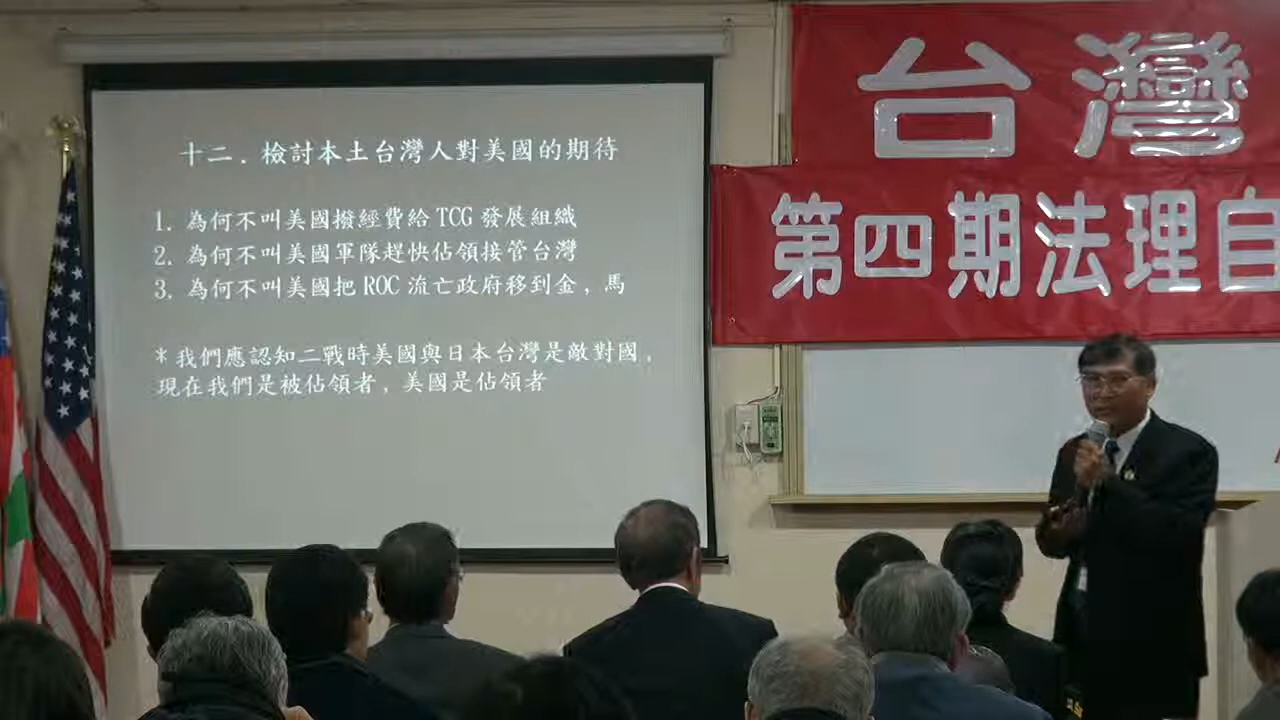 十二. 檢討本土台灣人對美國的期待
1. 為何不叫美國撥經費給 TCG 發展組織
2. 為何不叫美國軍隊趕快佔領接管台灣
3. 為何不叫美國把 ROC 流亡政府移到金, 馬
* 我們應認知二戰時美國與日本台灣是敵對國,
現在我們是被佔領者, 美國是佔領者
台灣
第四期法理自